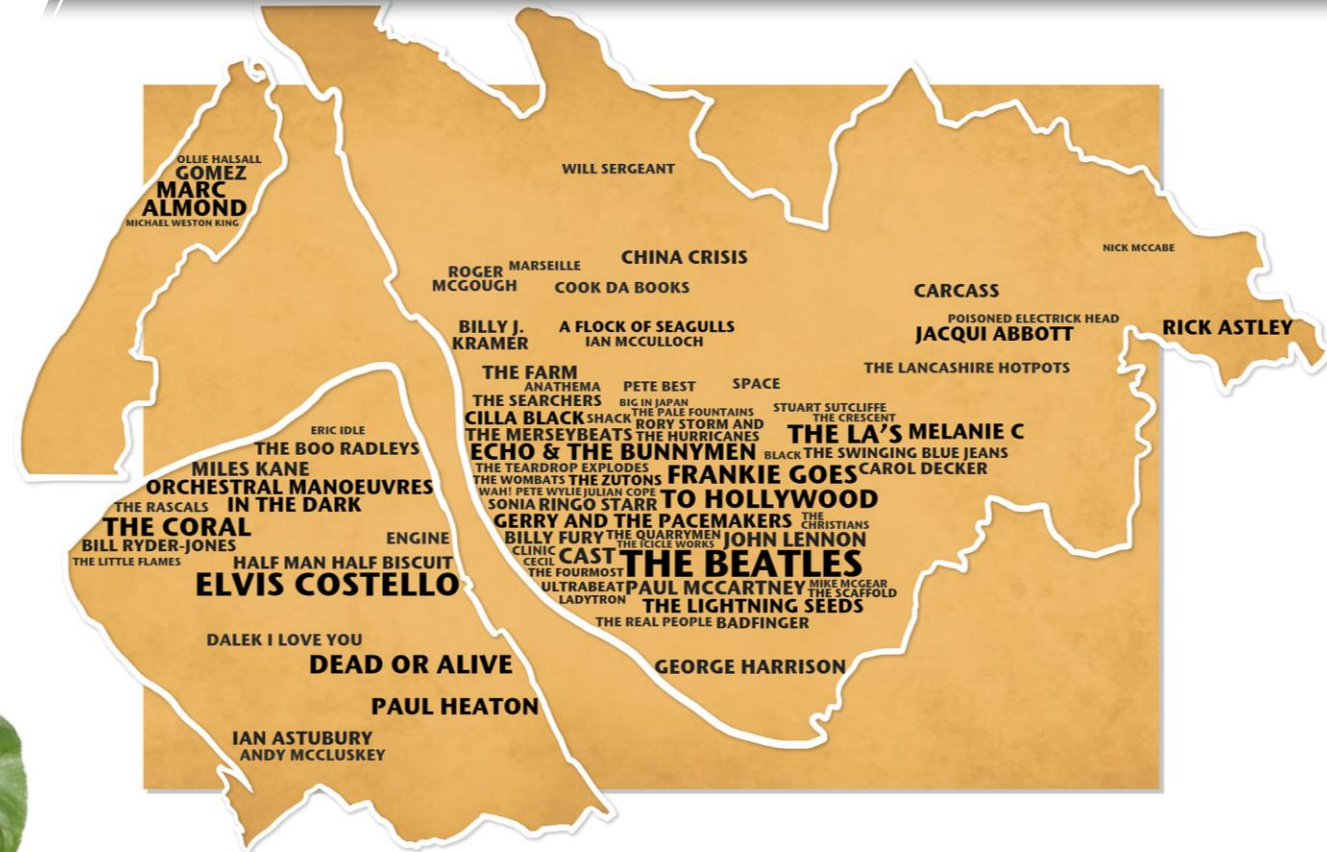 OLLIE HALSALL
GOMEZ
MARC
ALMOND
MICHAEL WESTON KING
WILL SERGEANT
NICK MCCABE
CHINA CRISIS
MARSEILLE
ROGER
MCGOUGH
COOK DA BOOKS
CARCASS
POISONED ELECTRICK HEAD
JACQUI ABBOTT
RICK ASTLEY
BILLY J.
KRAMER
A FLOCK OF SEAGULLS
IAN MCCULLOCH
THE LANCASHIRE HOTPOTS
THE FARM
ANATHEMA
PETE BEST
SPACE
THE SEARCHERS
BIG IN JAPAN
STUART SUTCLIFFE
CILLA BLACK
SHACK
THE PALE FOUNTAINS
THE CRESCENT
RORY STORM AND
THE HURRICANES
THE MERSEYBEATS
THE LA'S
MELANIE C
ECHO & THE BUNNYMEN
BLACK
THE SWINGING BLUE JEANS
THE TEARDROP EXPLODES
FRANKIE GOES
TO HOLLYWOOD
CAROL DECKER
THE WOMBATS
THE ZUTONS
WAH! PETE WYLIE
JULIAN COPE
SONIA
RINGO STARR
GERRY AND THE PACEMAKERS
THE
CHRISTIANS
BILLY FURY
THE QUARRYMEN
THE ICICLE WORKS
JOHN LENNON
CLINIC
CECIL
CAST
THE BEATLES
THE FOURMOST
ULTRABEAT
PAUL MCCARTNEY
MIKE MCGEAR
THE SCAFFOLD
LADYTRON
THE LIGHTNING SEEDS
THE REAL PEOPLE
BADFINGER
GEORGE HARRISON
ERIC IDLE
THE BOO RADLEYS
MILES KANE
ORCHESTRAL MANOEUVRES
IN THE DARK
THE RASCALS
THE CORAL
ENGINE
BILL RYDER-JONES
THE LITTLE FLAMES
HALF MAN HALF BISCUIT
ELVIS COSTELLO
DALEK I LOVE YOU
DEAD OR ALIVE
PAUL HEATON
IAN ASTUBURY
ANDY MCCLUSKEY